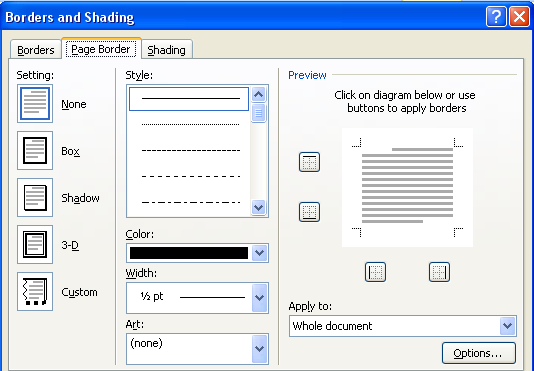 Borders and Shading
Borders
Page Border
Shading
Setting:
None
Box
Shadow
3-D
Custom
Style:
Color:
Width:
½ pt
Art:
(none)
Preview
Click on diagram below or use
buttons to apply borders
Apply to:
Whole document
Options...